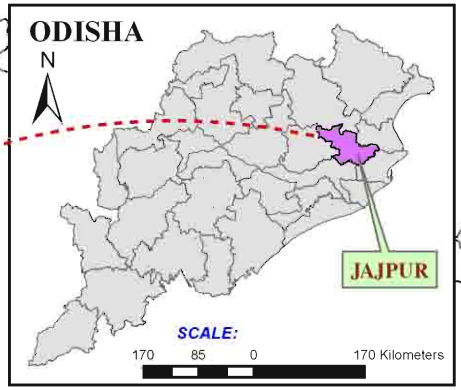 ODISHA
N
JAJPUR
SCALE:
170 85 0 170 Kilometers